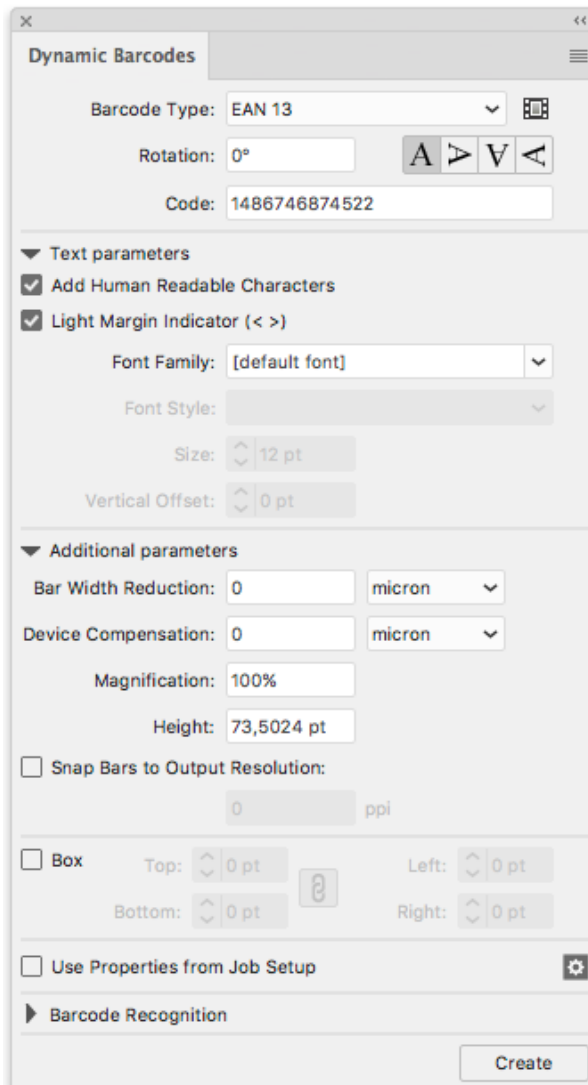 Dynamic Barcodes
Barcode Type: EAN 13
Rotation: 0° A A A A
Code: 1486746874522
Text parameters
Add Human Readable Characters
Light Margin Indicator (< >)
Font Family: [default font]
Font Style:
Size: 12 pt
Vertical Offset: 0 pt
Additional parameters
Bar Width Reduction: 0 micron
Device Compensation: 0 micron
Magnification: 100%
Height: 73,5024 pt
Snap Bars to Output Resolution:
0 ppi
Box Top: 0 pt Left: 0 pt
Bottom: 0 pt Right: 0 pt
Use Properties from Job Setup
Barcode Recognition
Create